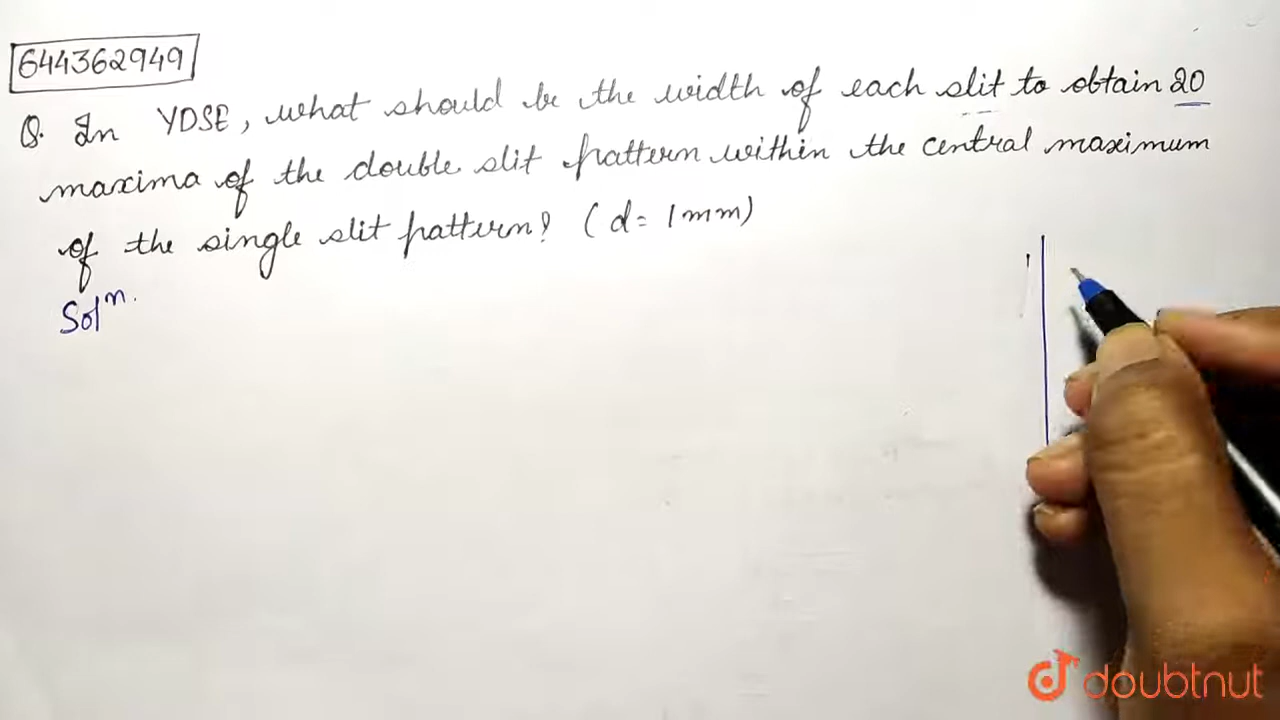 644362949
Q. In YDSE, what should be the width of each slit to obtain 20
maxima of the double slit pattern within the central maximum
of the single slit pattern? (d = 1mm)
Solⁿ.
doubtnut